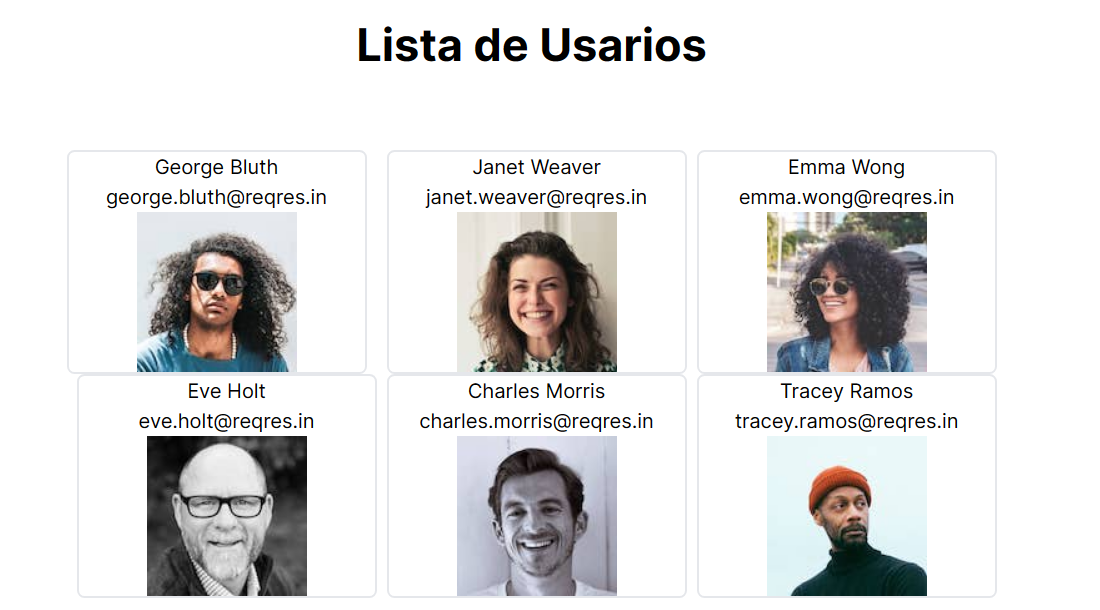 Lista de Usarios
George Bluth
george.bluth@reqres.in
Janet Weaver
janet.weaver@reqres.in
Emma Wong
emma.wong@reqres.in
Eve Holt
eve.holt@reqres.in
Charles Morris
charles.morris@reqres.in
Tracey Ramos
tracey.ramos@reqres.in